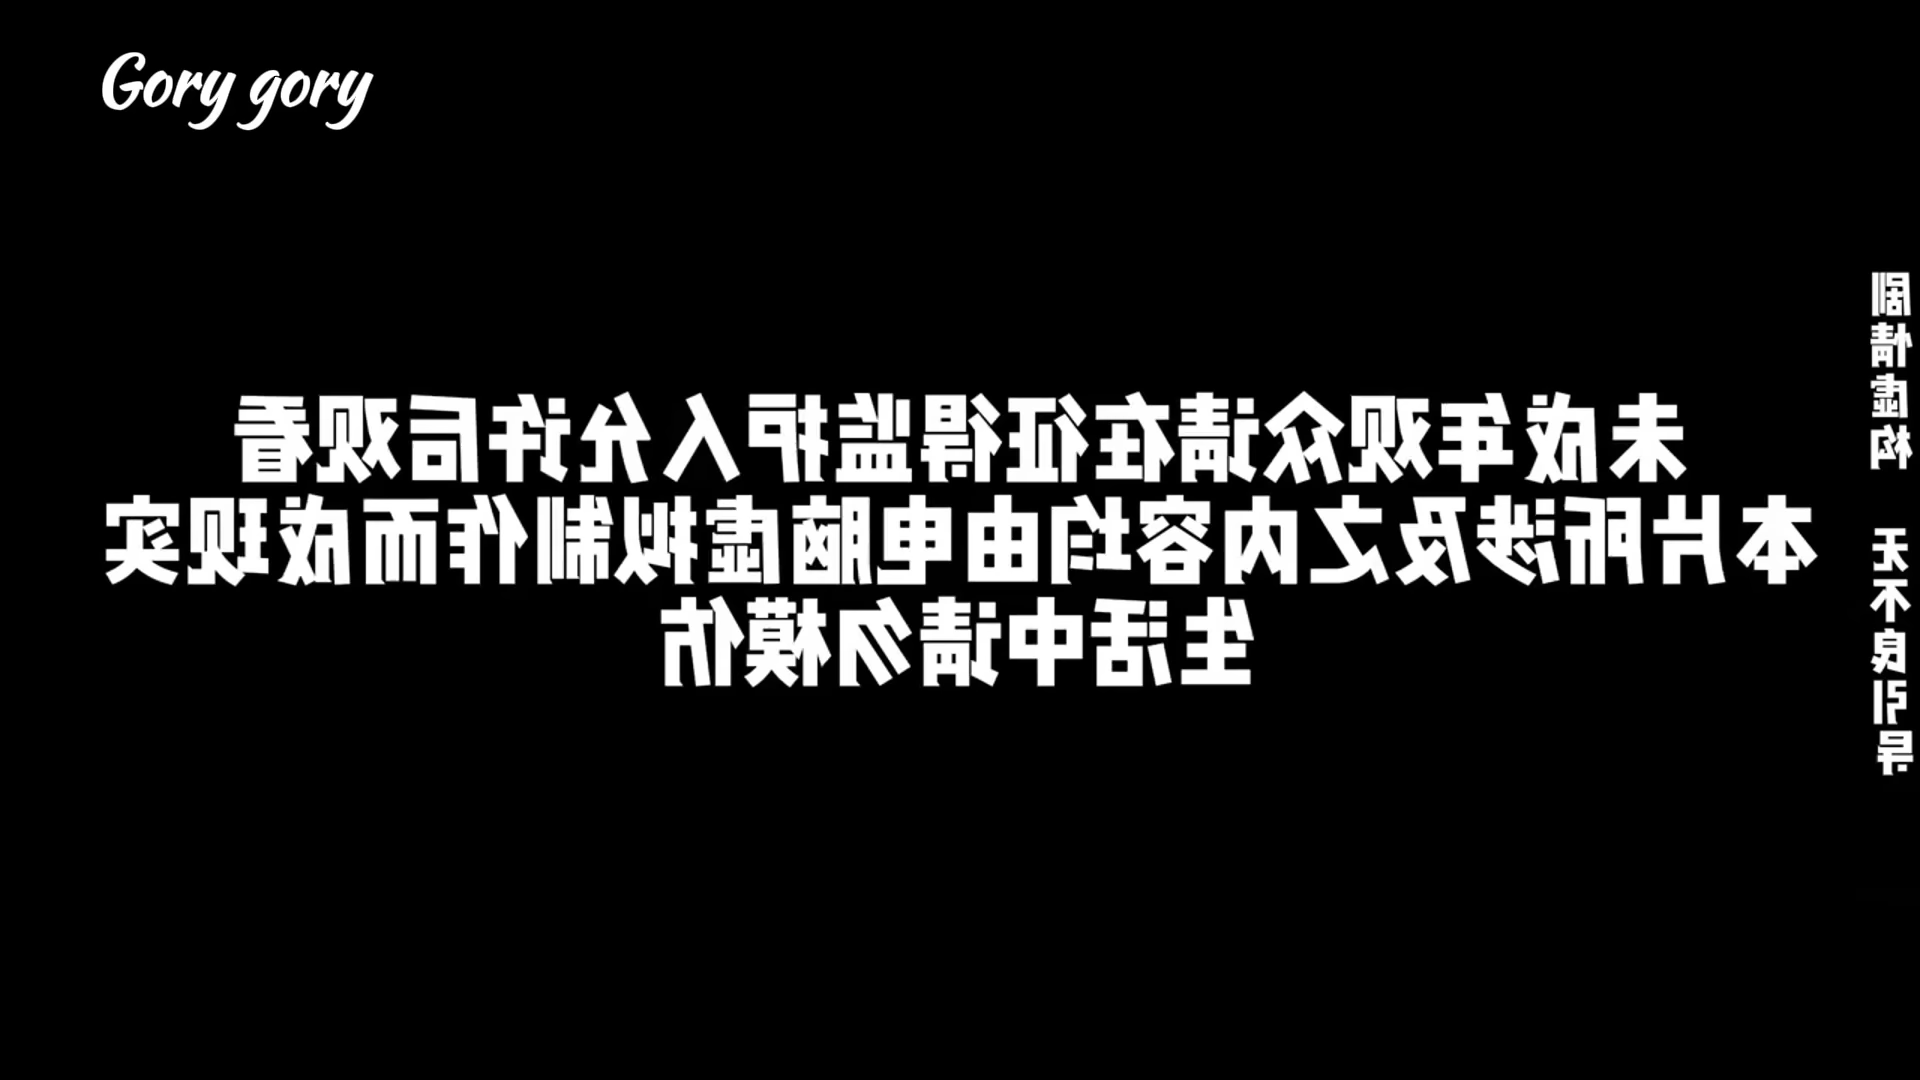 Gory gory
未成年观众请在征得监护人允许后观看
本片所涉及之内容均由电脑虚拟制作而成现实
生活中请勿模仿
剧情虚构 无不良引导